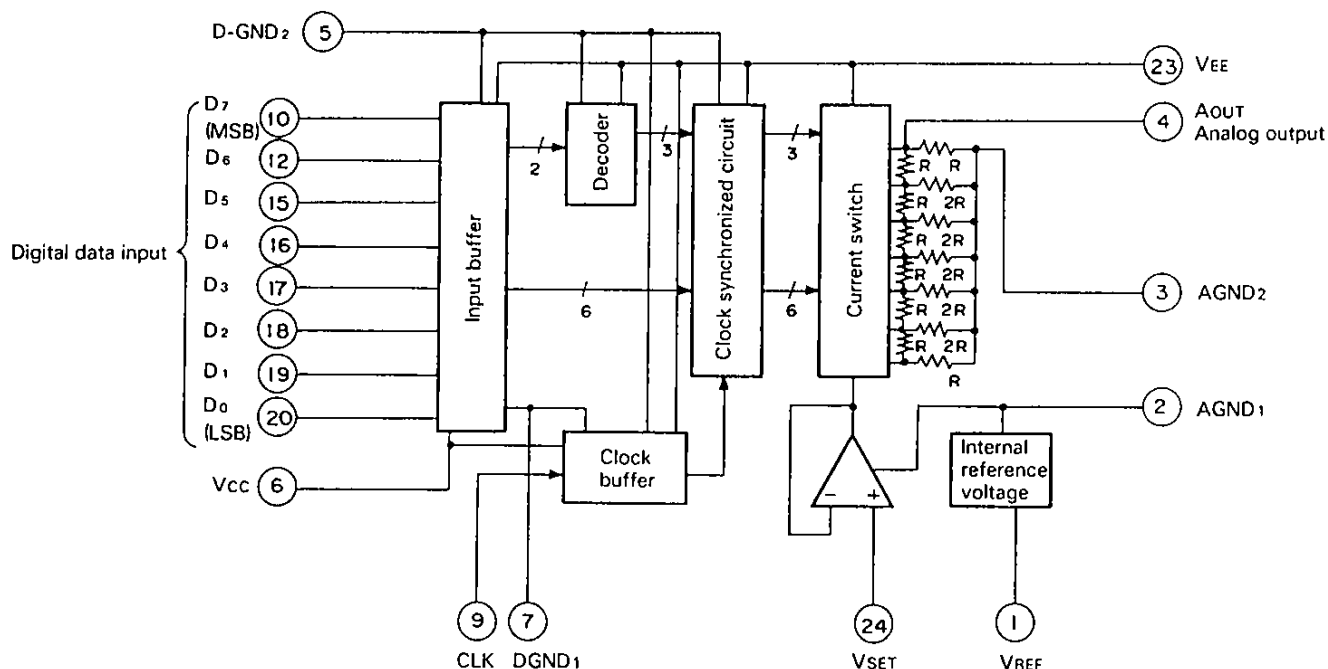 D-GND2 5
23 VEE
D7 (MSB) 10
4 AOUT
Analog output
D6 12
D5 15
D4 16
D3 17
D2 18
D1 19
D0 (LSB) 20
Digital data input
VCC 6
Input buffer
2
Decoder
3
6
Clock synchronized circuit
3
6
Current switch
R R
R 2R
R 2R
R 2R
R 2R
R 2R
R
3 AGND2
2 AGND1
Clock
buffer
- +
Internal
reference
voltage
9
CLK
7
DGND1
24
VSET
1
VREF